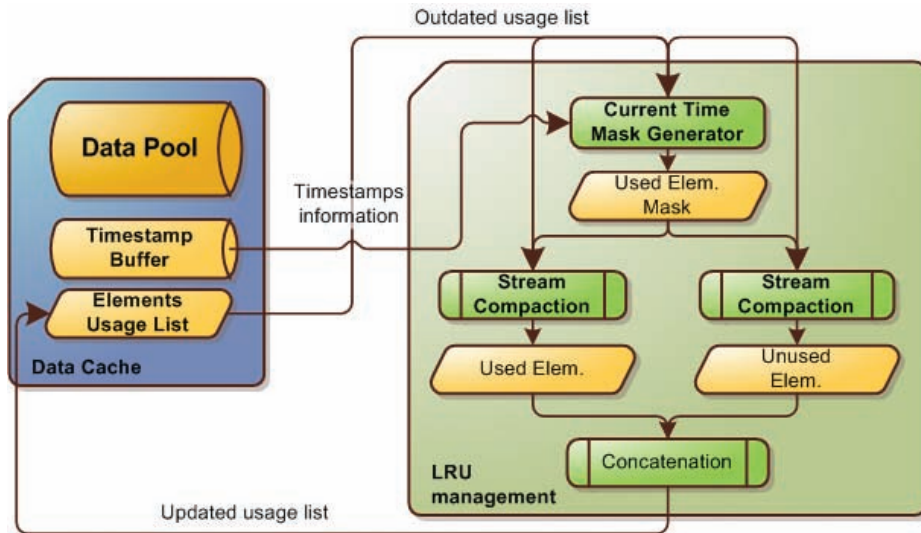 Outdated usage list
Data Pool
Timestamp
Buffer
Elements
Usage List
Data Cache
Timestamps
information
Current Time
Mask Generator
Used Elem.
Mask
Stream
Compaction
Stream
Compaction
Used Elem.
Unused
Elem.
Concatenation
LRU
management
Updated usage list